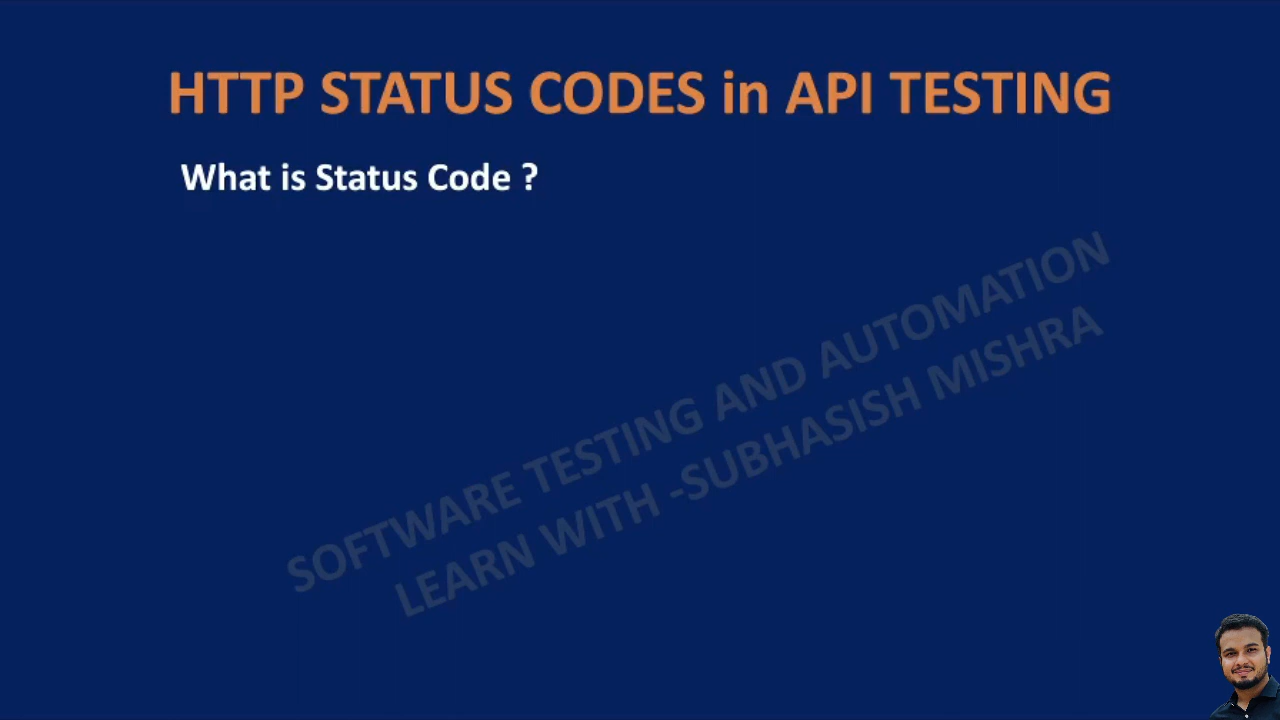 HTTP STATUS CODES in API TESTING
What is Status Code ?
SOFTWARE TESTING AND AUTOMATION
LEARN WITH -SUBHASISH MISHRA